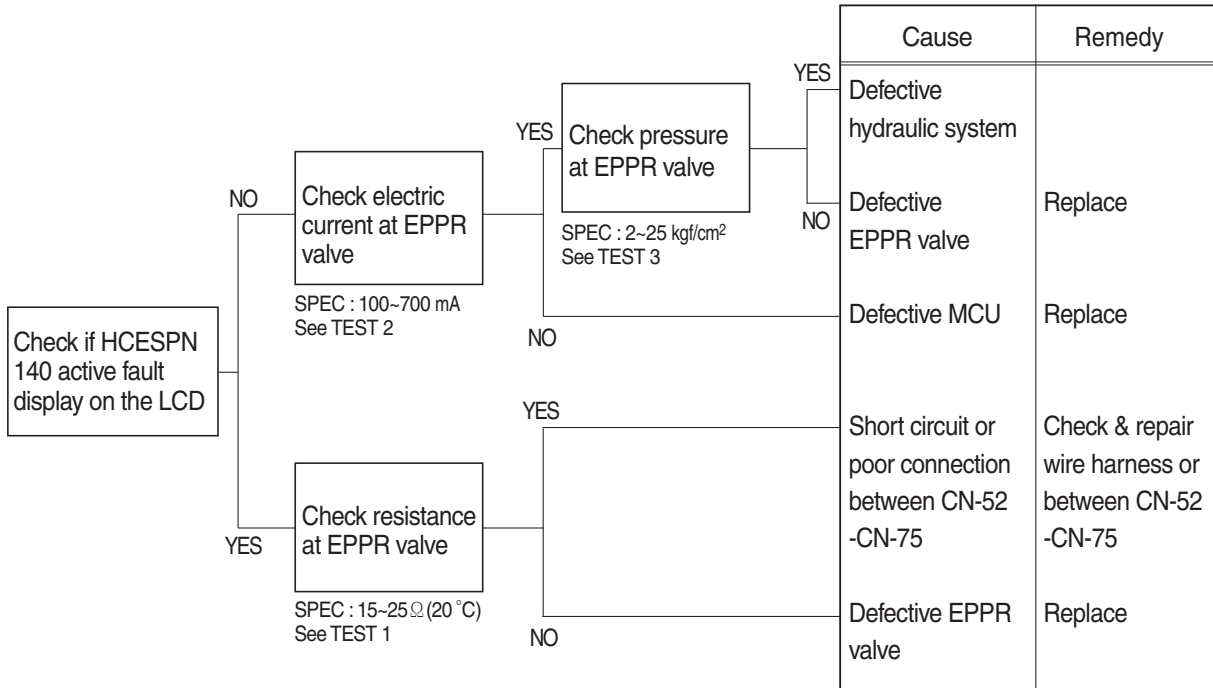 Cause
Remedy
YES
Defective
hydraulic system
YES
Check pressure
at EPPR valve
NO
Check electric
current at EPPR
valve
NO
Defective
EPPR valve
Replace
SPEC : 2~25 kgf/cm²
See TEST 3
SPEC : 100~700 mA
See TEST 2
Defective MCU
Replace
NO
Check if HCESPN
140 active fault
display on the LCD
YES
Short circuit or
poor connection
between CN-52
-CN-75
Check & repair
wire harness or
between CN-52
-CN-75
YES
Check resistance
at EPPR valve
SPEC : 15~25Ω (20 °C)
See TEST 1
NO
Defective EPPR
valve
Replace